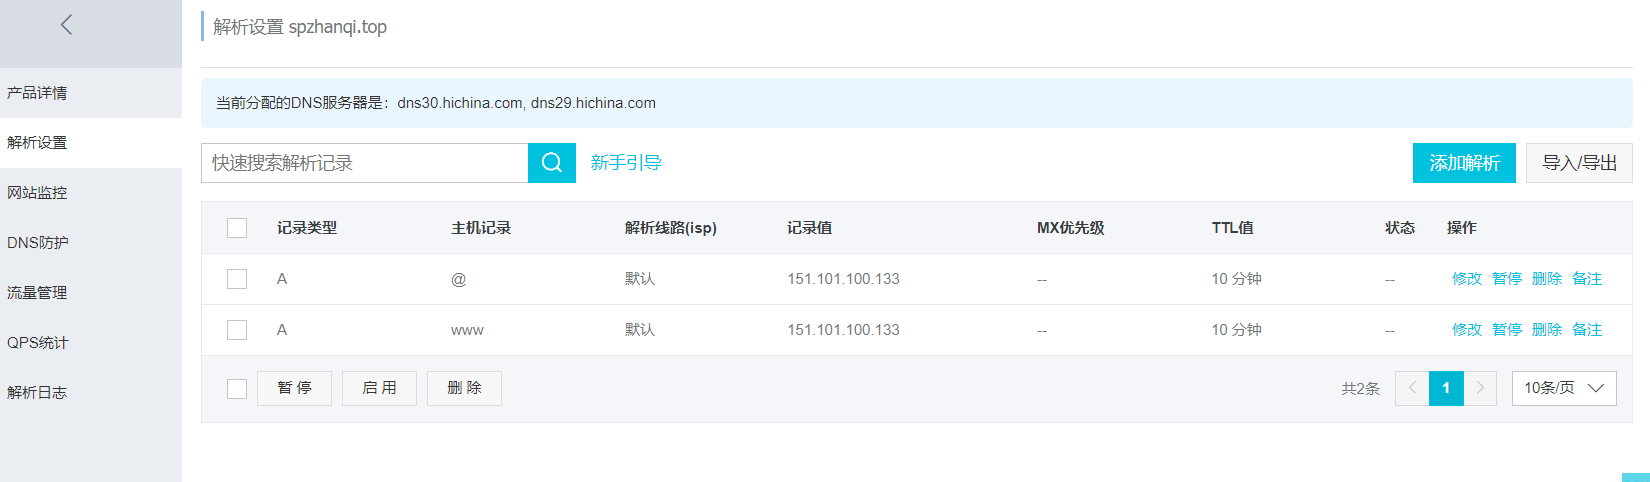 解析设置 spzhanqi.top
产品详情
解析设置
网站监控
DNS防护
流量管理
QPS统计
解析日志
当前分配的DNS服务器是：dns30.hichina.com, dns29.hichina.com
快速搜索解析记录 新手引导 添加解析 导入/导出
记录类型 主机记录 解析线路(isp) 记录值 MX优先级 TTL值 状态 操作
A @ 默认 151.101.100.133 -- 10 分钟 -- 修改 暂停 删除 备注
A www 默认 151.101.100.133 -- 10 分钟 -- 修改 暂停 删除 备注
暂 停 启 用 删 除 共2条 1 10条/页